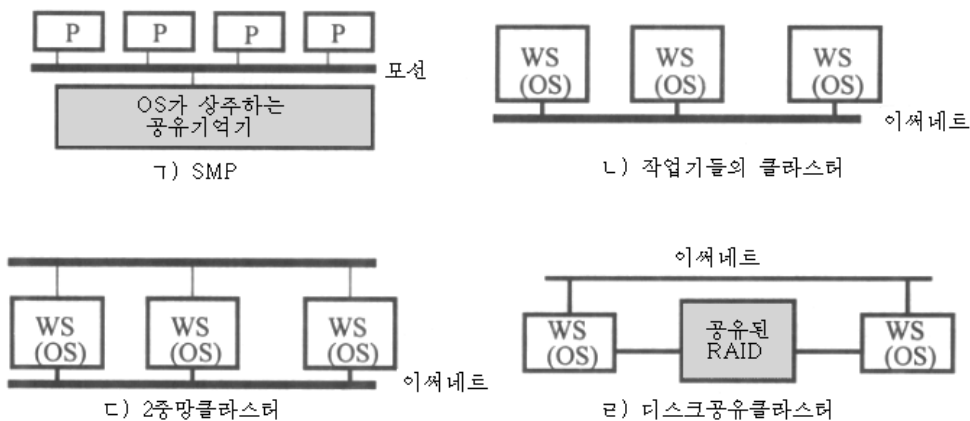 P P P P
모선
OS가 상주하는
공유기억기
ㄱ) SMP
WS WS WS
(OS) (OS) (OS)
이써네트
ㄴ) 작업기들의 클라스터
WS WS WS
(OS) (OS) (OS)
이써네트
ㄷ) 2중망클라스터
이써네트
WS 공유된 WS
(OS) RAID (OS)
ㄹ) 디스크공유클라스터